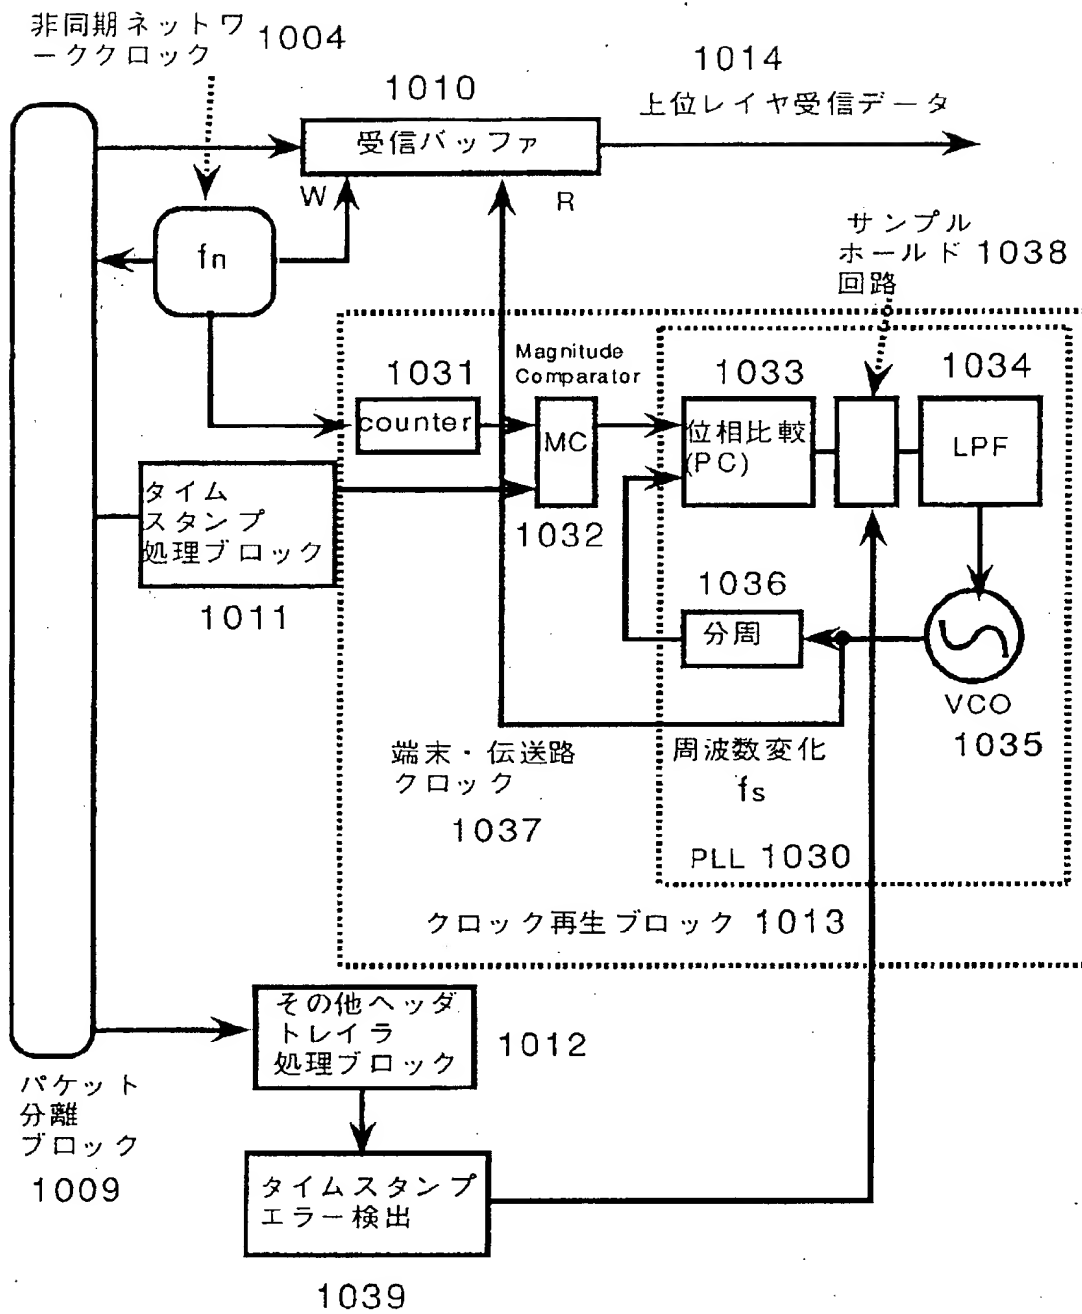 非同期ネットワ
ーククロック
1004
1010
1014
上位レイヤ受信データ
受信バッファ
W
R
fn
サンプル
ホールド
回路
1038
Magnitude
Comparator
1031
counter
MC
1032
1033
位相比較
(PC)
1034
LPF
タイム
スタンプ
処理ブロック
1011
1036
分周
VCO
1035
端末・伝送路
クロック
1037
周波数変化
fs
PLL 1030
クロック再生ブロック 1013
その他ヘッダ
トレイラ
処理ブロック
1012
パケット
分離
ブロック
1009
タイムスタンプ
エラー検出
1039